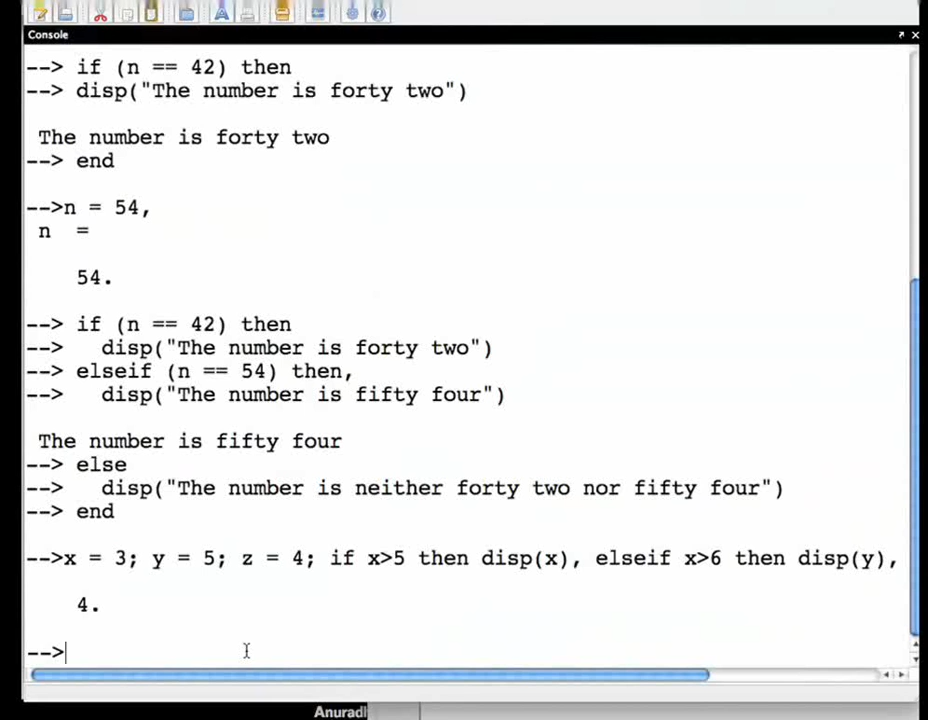 Console
--> if (n == 42) then
--> disp("The number is forty two")
The number is forty two
--> end
-->n = 54,
n =
54.
--> if (n == 42) then
--> disp("The number is forty two")
--> elseif (n == 54) then,
--> disp("The number is fifty four")
The number is fifty four
--> else
--> disp("The number is neither forty two nor fifty four")
--> end
-->x = 3; y = 5; z = 4; if x>5 then disp(x), elseif x>6 then disp(y),
4.
-->